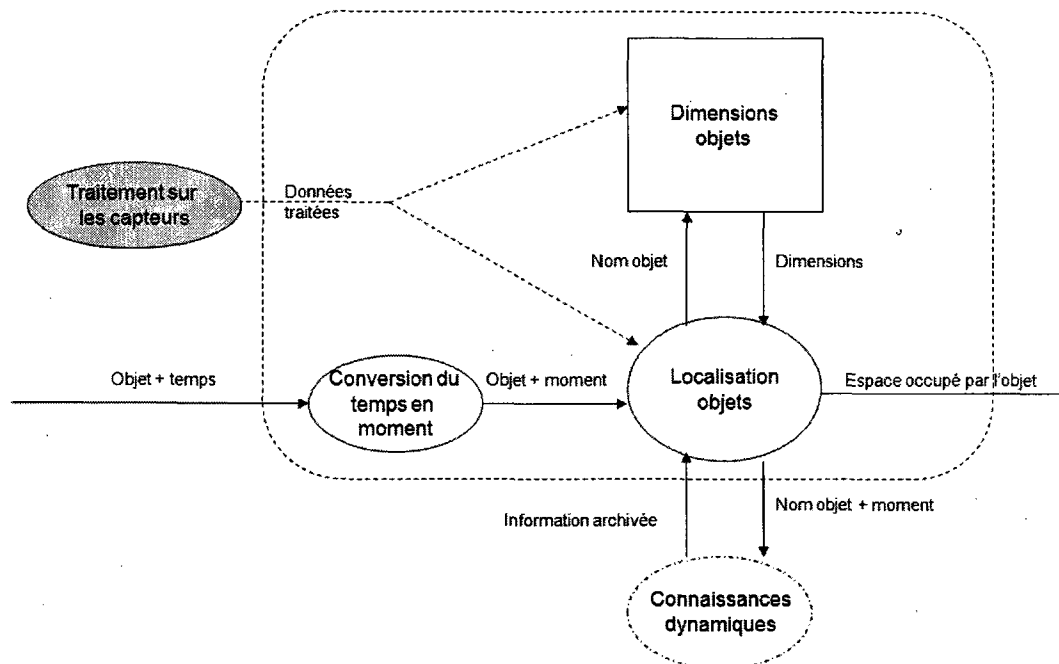 Dimensions
objets
Traitement sur
les capteurs
Données
traitées
Nom objet
Dimensions
Objet + temps
Conversion du
temps en
moment
Objet + moment
Localisation
objets
Espace occupé par l'objet
Information archivée
Nom objet + moment
Connaissances
dynamiques